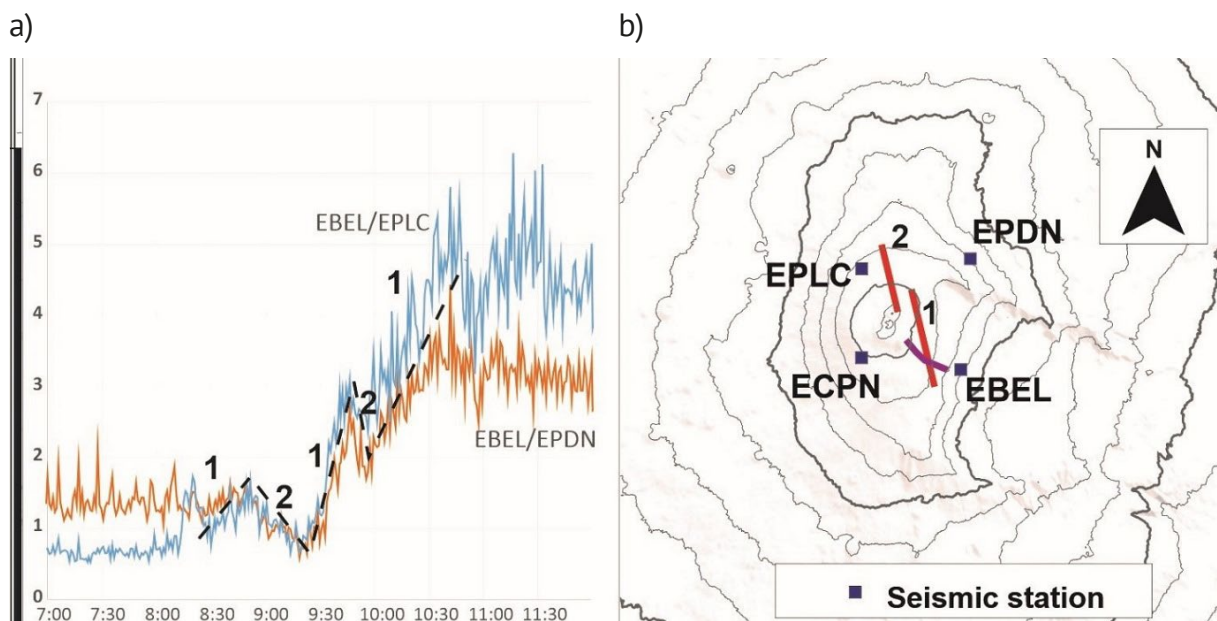 a)
7
6
5
4
3
2
1
0
EBEL/EPLC
1
2
1
1
2
EBEL/EPDN
7:00 7:30 8:00 8:30 9:00 9:30 10:00 10:30 11:00 11:30
b)
N
2
EPDN
EPLC
1
ECPN
EBEL
Seismic station